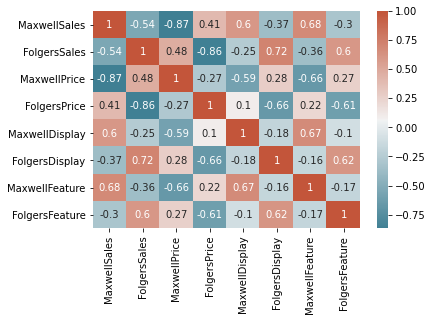 MaxwellSales 1 -0.54 -0.87 0.41 0.6 -0.37 0.68 -0.3
FolgersSales -0.54 1 0.48 -0.86 -0.25 0.72 -0.36 0.6
MaxwellPrice -0.87 0.48 1 -0.27 -0.59 0.28 -0.66 0.27
FolgersPrice 0.41 -0.86 -0.27 1 0.1 -0.66 0.22 -0.61
MaxwellDisplay 0.6 -0.25 -0.59 0.1 1 -0.18 0.67 -0.1
FolgersDisplay -0.37 0.72 0.28 -0.66 -0.18 1 -0.16 0.62
MaxwellFeature 0.68 -0.36 -0.66 0.22 0.67 -0.16 1 -0.17
FolgersFeature -0.3 0.6 0.27 -0.61 -0.1 0.62 -0.17 1
MaxwellSales
FolgersSales
MaxwellPrice
FolgersPrice
MaxwellDisplay
FolgersDisplay
MaxwellFeature
FolgersFeature
1.00
0.75
0.50
0.25
0.00
-0.25
-0.50
-0.75